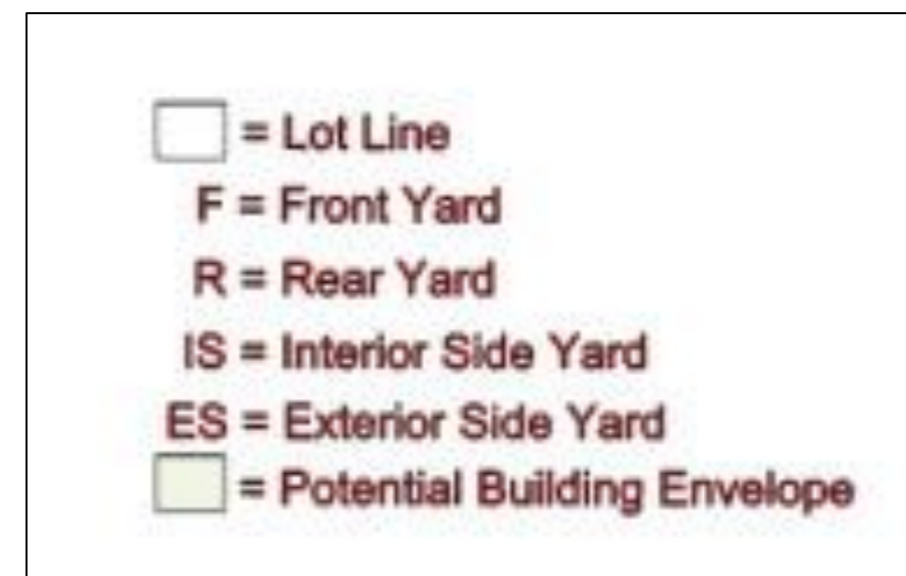 = Lot Line
F = Front Yard
R = Rear Yard
IS = Interior Side Yard
ES = Exterior Side Yard
= Potential Building Envelope